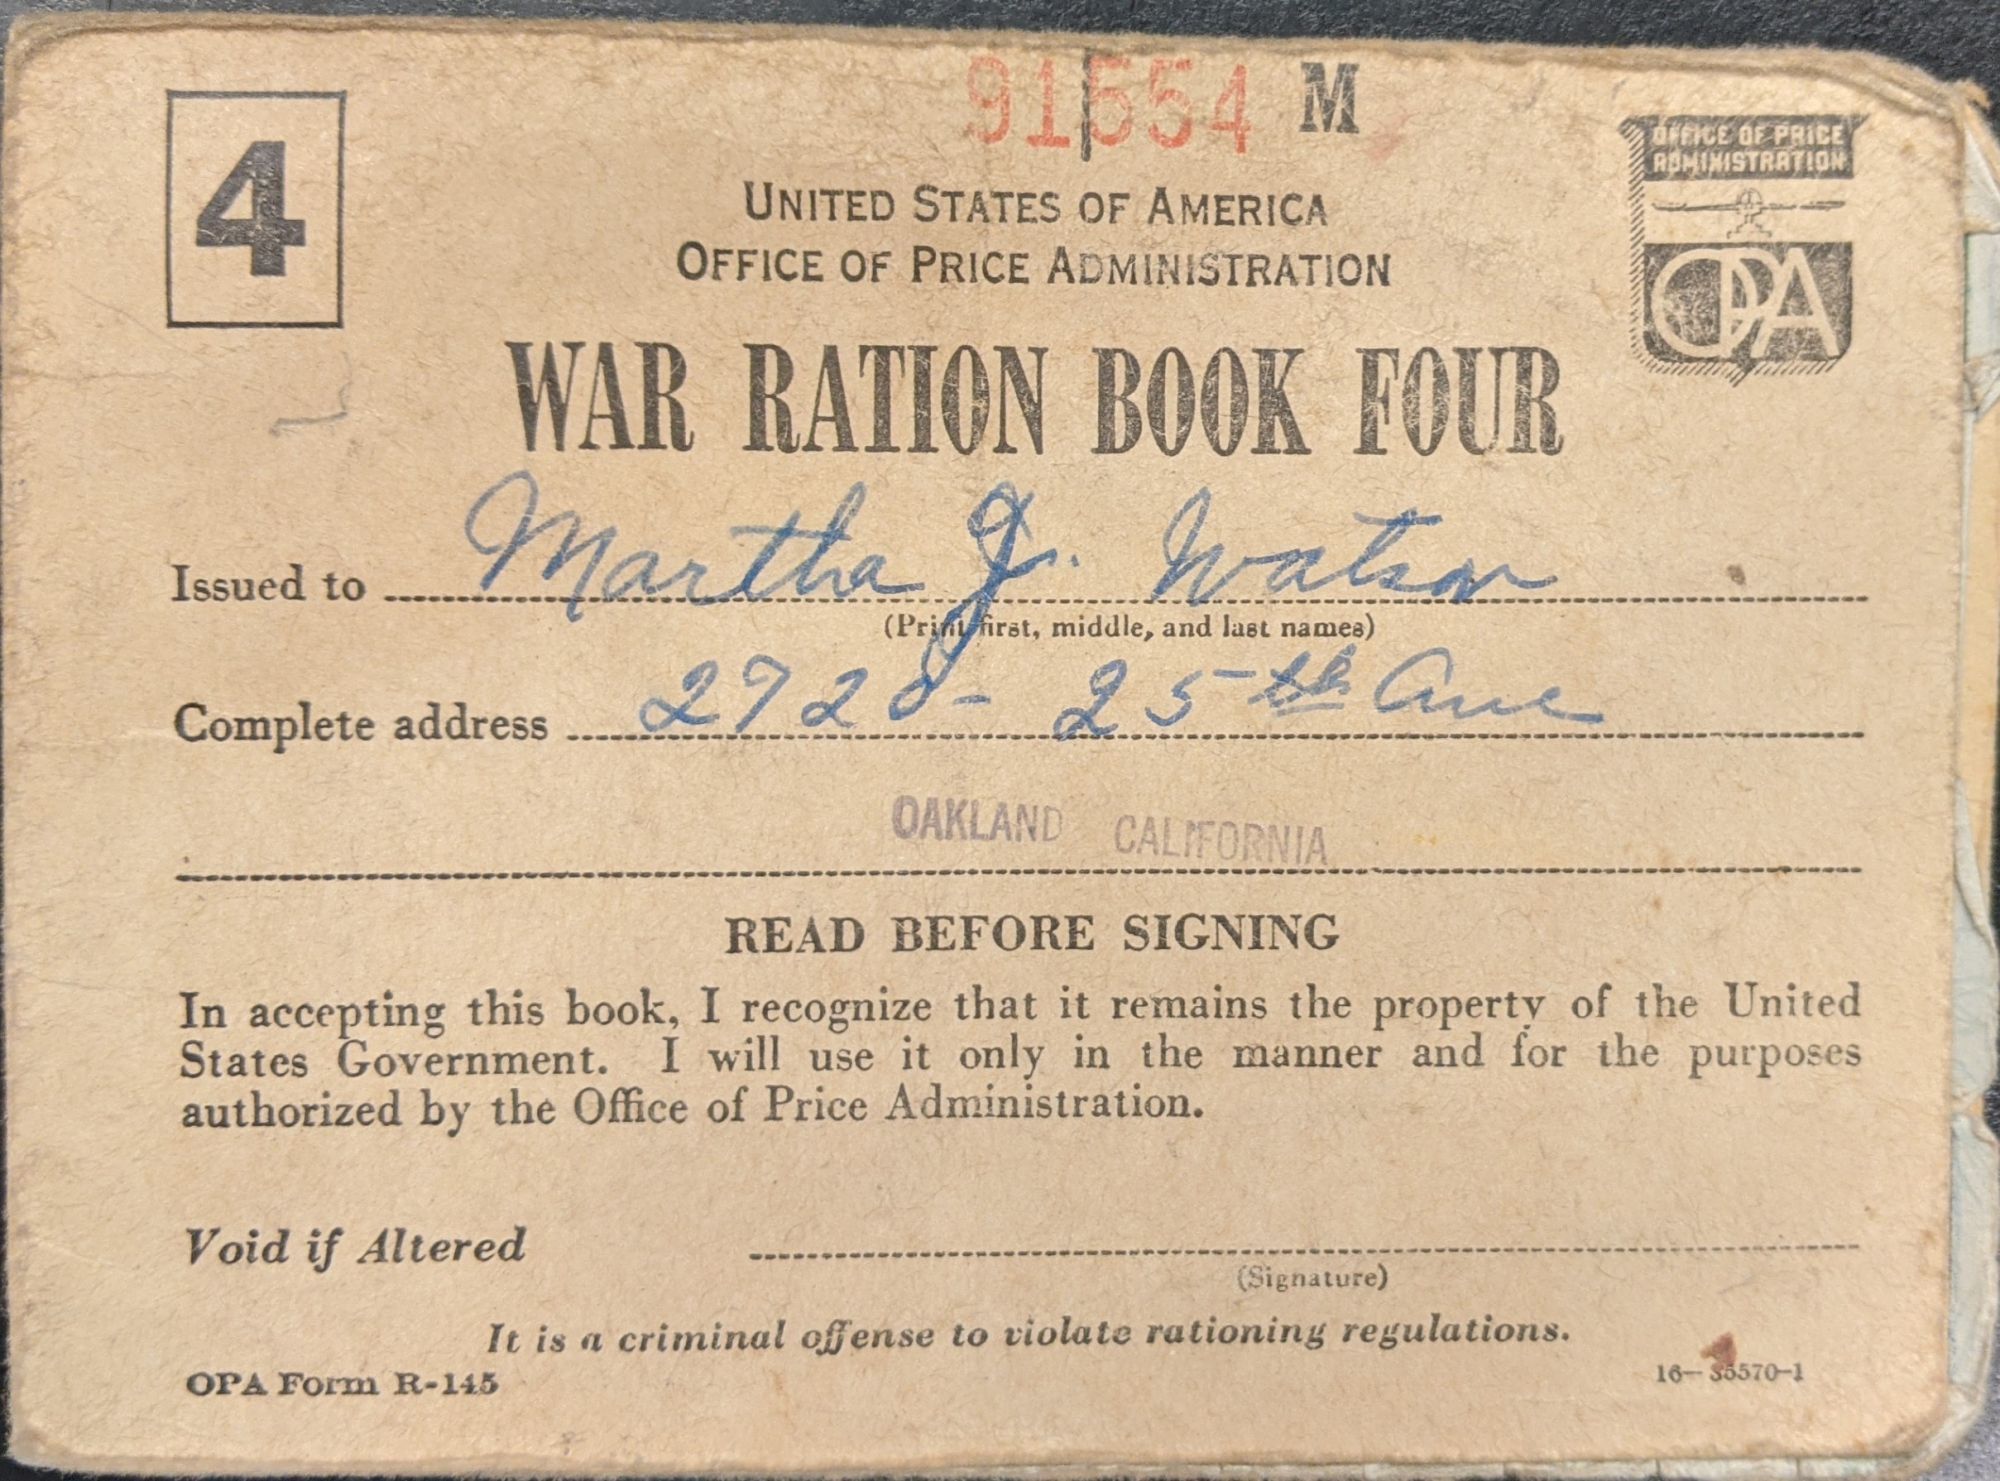 4
91554 M
OFFICE OF PRICE
ADMINISTRATION
OPA
UNITED STATES OF AMERICA
OFFICE OF PRICE ADMINISTRATION
WAR RATION BOOK FOUR
Issued to Martha J. Watson
(Print first, middle, and last names)
Complete address 2720 - 25th Ave
OAKLAND CALIFORNIA
READ BEFORE SIGNING
In accepting this book, I recognize that it remains the property of the United
States Government. I will use it only in the manner and for the purposes
authorized by the Office of Price Administration.
Void if Altered
(Signature)
It is a criminal offense to violate rationing regulations.
OPA Form R-145
16-35570-1